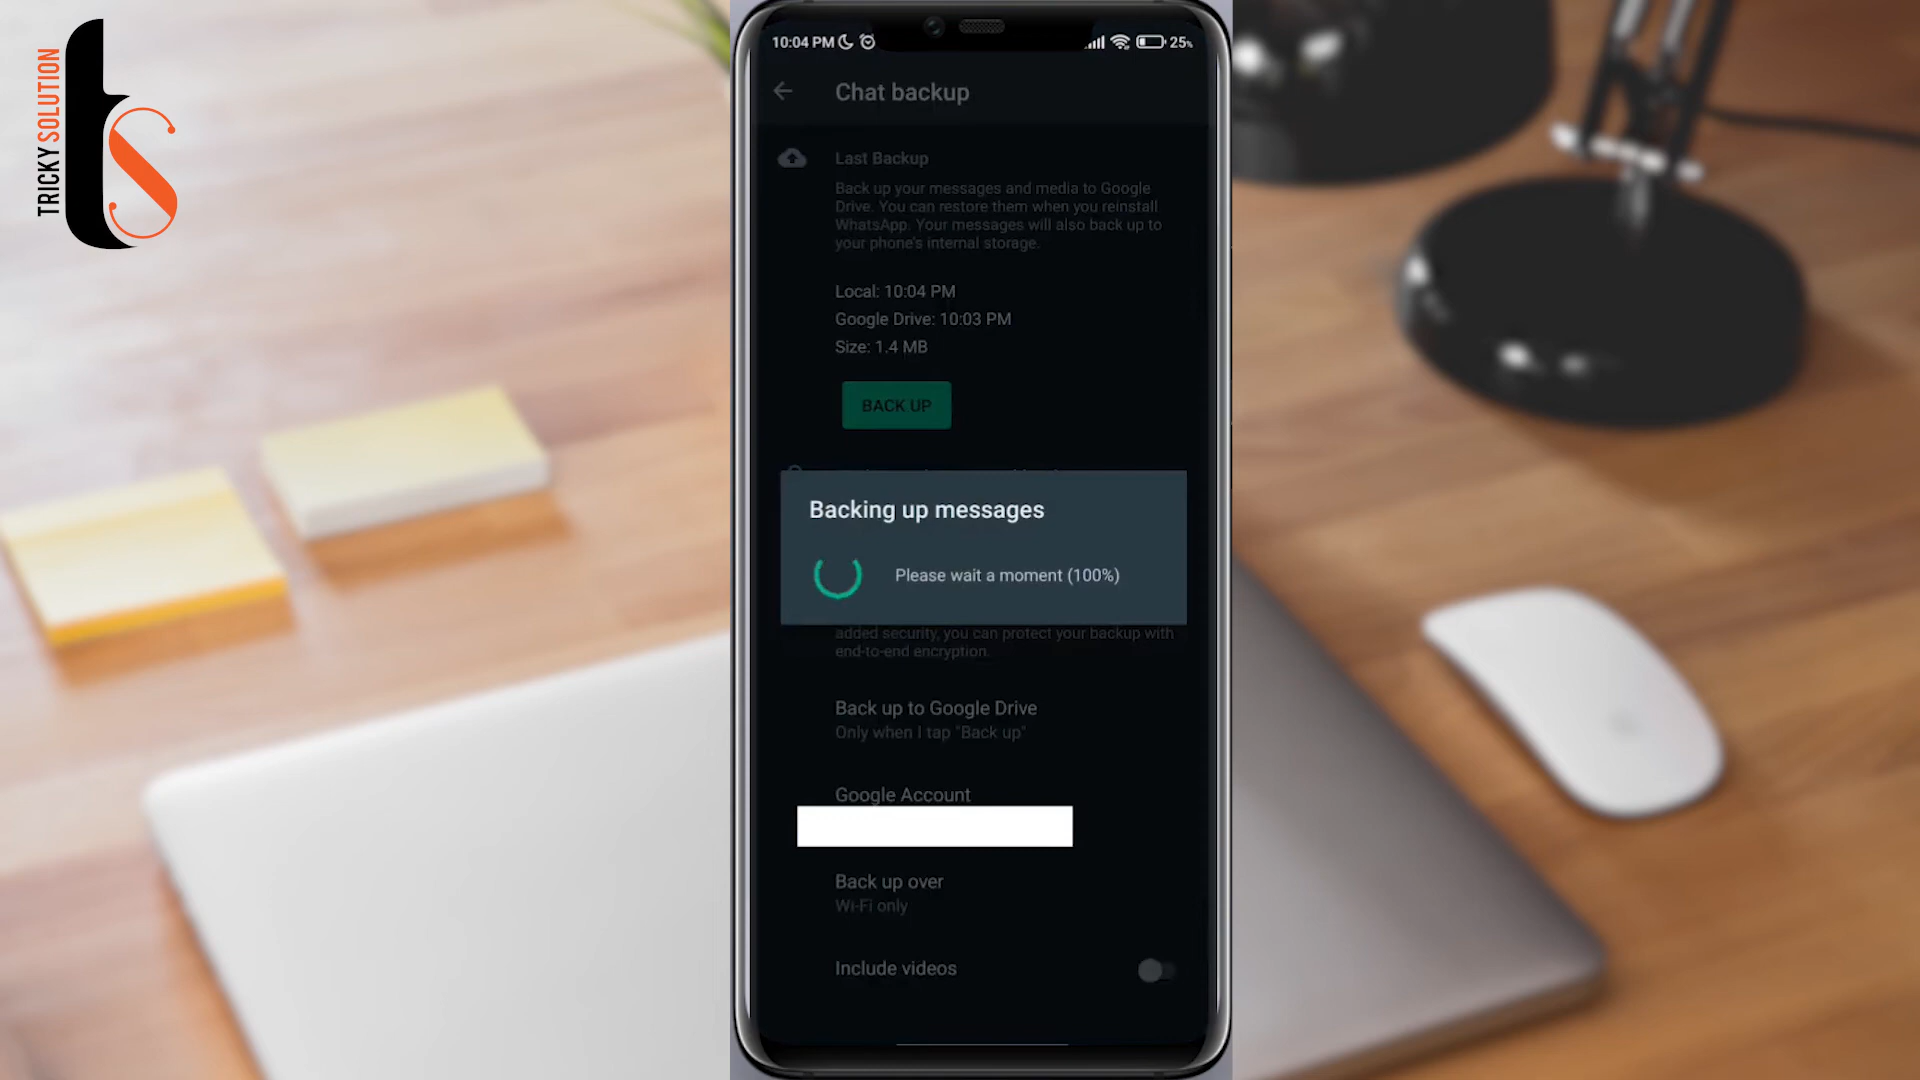 TRICKY SOLUTION
ts
10:04 PM
25%
Chat backup
Last Backup
Back up your messages and media to Google
Drive. You can restore them when you reinstall
WhatsApp. Your messages will also back up to
your phone's internal storage.
Local: 10:04 PM
Google Drive: 10:03 PM
Size: 1.4 MB
BACK UP
Backing up messages
Please wait a moment (100%)
added security, you can protect your backup with
end-to-end encryption.
Back up to Google Drive
Only when I tap "Back up"
Google Account
Back up over
Wi-Fi only
Include videos